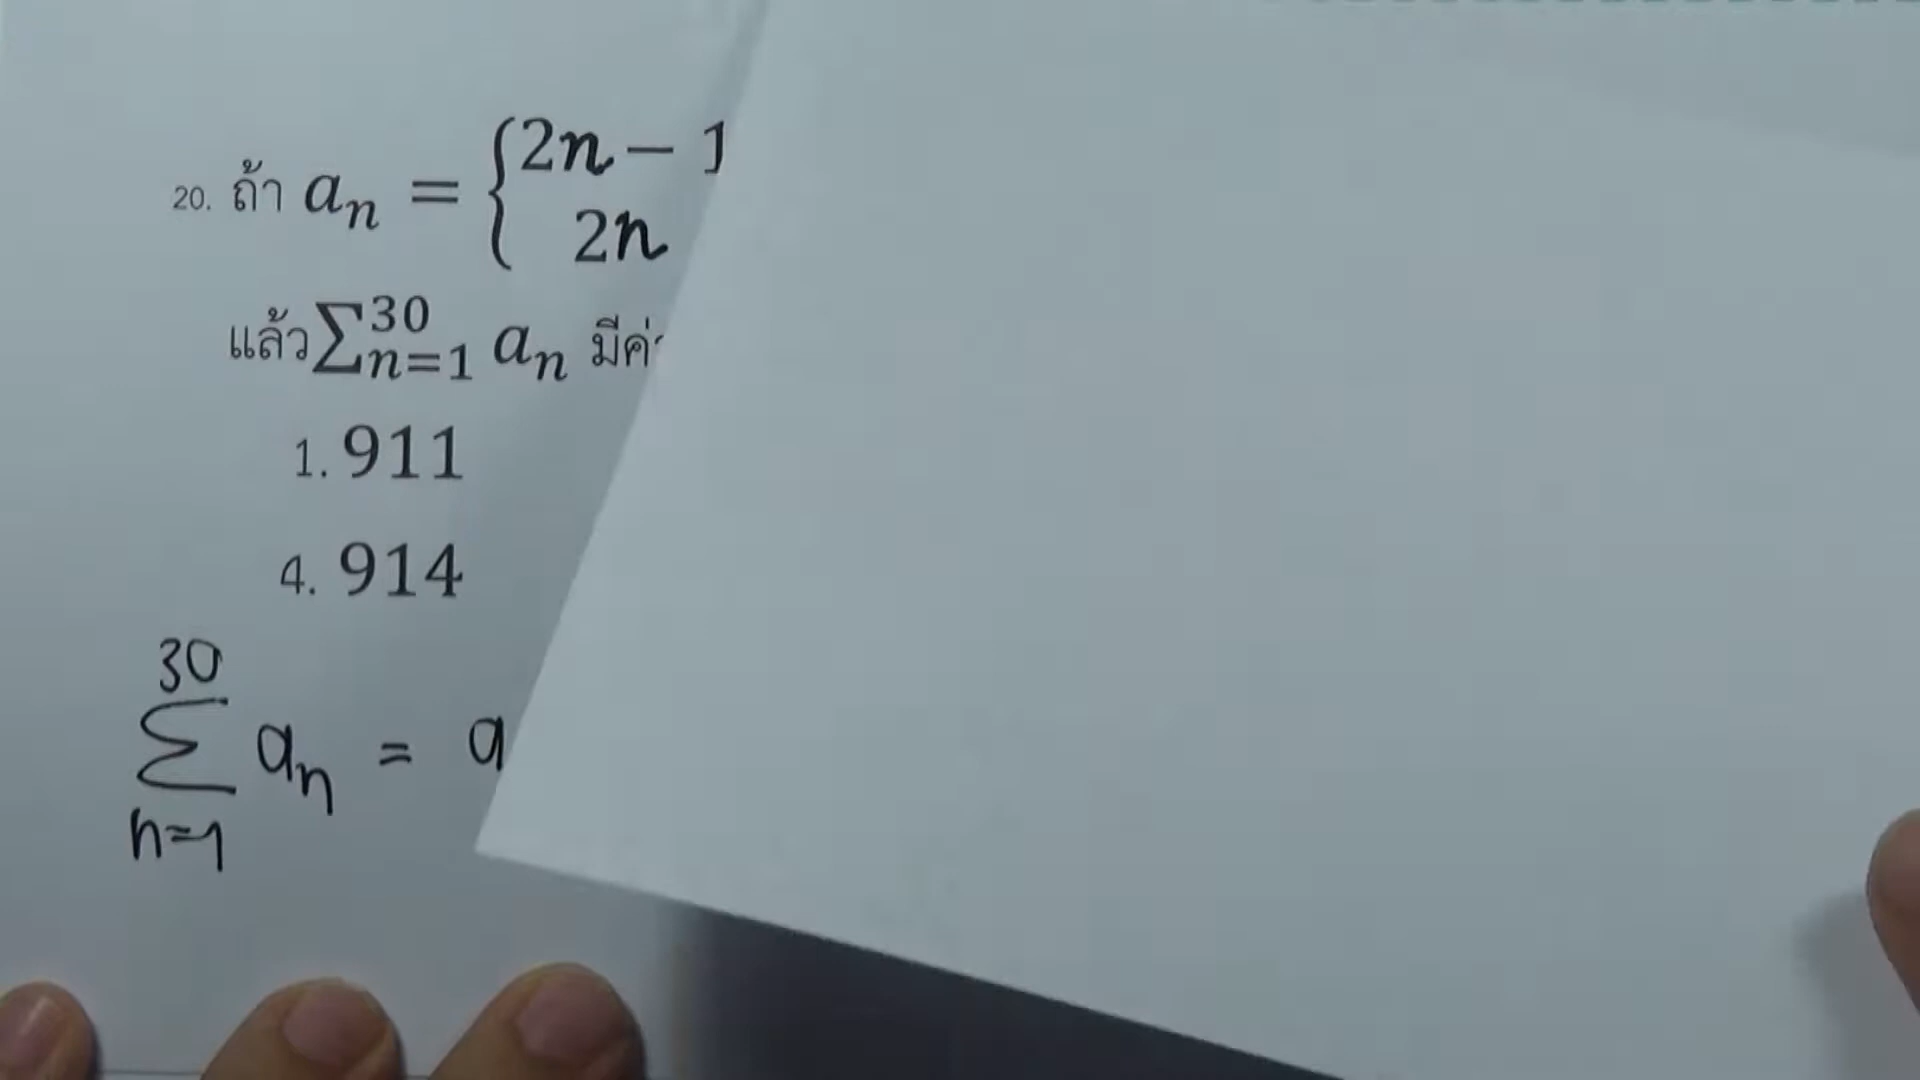 20. ถ้า aₙ = {2n − 1
2n
แล้ว ∑³⁰ₙ₌₁ aₙ มีค่
1. 911
4. 914
30
∑ aₙ = a
n=1